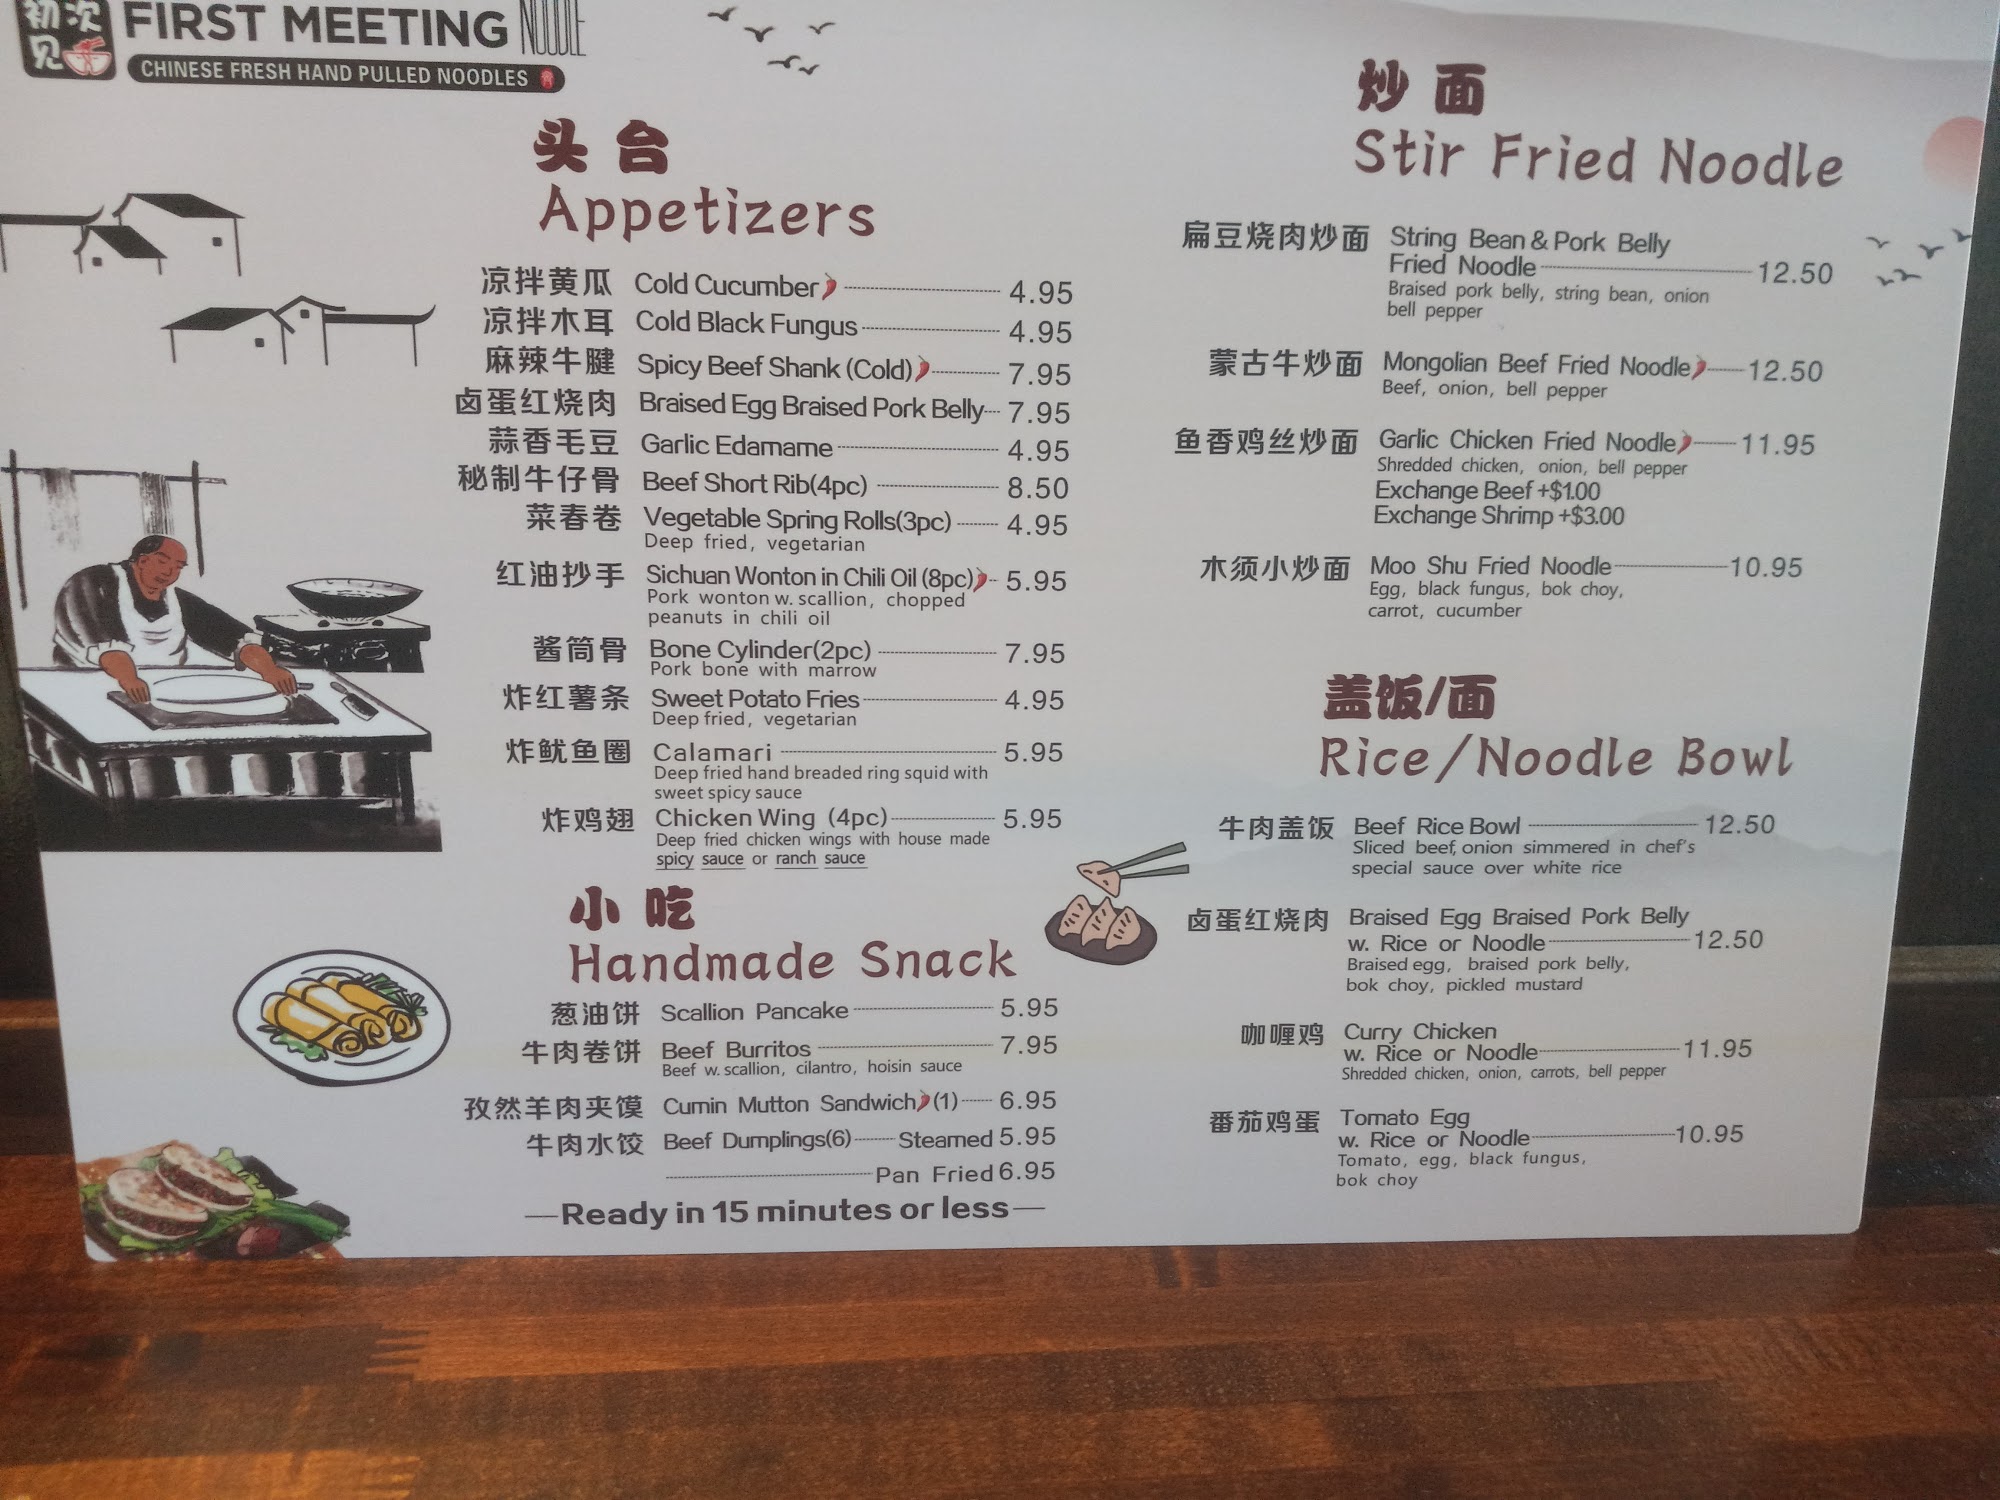 初次
见
FIRST MEETING NOODLE
CHINESE FRESH HAND PULLED NOODLES
头台
Appetizers
凉拌黄瓜 Cold Cucumber 4.95
凉拌木耳 Cold Black Fungus 4.95
麻辣牛腱 Spicy Beef Shank (Cold) 7.95
卤蛋红烧肉 Braised Egg Braised Pork Belly 7.95
蒜香毛豆 Garlic Edamame 4.95
秘制牛仔骨 Beef Short Rib(4pc) 8.50
菜春卷 Vegetable Spring Rolls(3pc) 4.95
Deep fried, vegetarian
红油抄手 Sichuan Wonton in Chili Oil (8pc) 5.95
Pork wonton w. scallion, chopped
peanuts in chili oil
酱筒骨 Bone Cylinder(2pc) 7.95
Pork bone with marrow
炸红薯条 Sweet Potato Fries 4.95
Deep fried, vegetarian
炸鱿鱼圈 Calamari 5.95
Deep fried hand breaded ring squid with
sweet spicy sauce
炸鸡翅 Chicken Wing (4pc) 5.95
Deep fried chicken wings with house made
spicy sauce or ranch sauce
小吃
Handmade Snack
葱油饼 Scallion Pancake 5.95
牛肉卷饼 Beef Burritos 7.95
Beef w. scallion, cilantro, hoisin sauce
孜然羊肉夹馍 Cumin Mutton Sandwich (1) 6.95
牛肉水饺 Beef Dumplings(6) Steamed 5.95
Pan Fried 6.95
—Ready in 15 minutes or less—
炒面
Stir Fried Noodle
扁豆烧肉炒面 String Bean & Pork Belly
Fried Noodle 12.50
Braised pork belly, string bean, onion
bell pepper
蒙古牛炒面 Mongolian Beef Fried Noodle 12.50
Beef, onion, bell pepper
鱼香鸡丝炒面 Garlic Chicken Fried Noodle 11.95
Shredded chicken, onion, bell pepper
Exchange Beef +$1.00
Exchange Shrimp +$3.00
木须小炒面 Moo Shu Fried Noodle 10.95
Egg, black fungus, bok choy,
carrot, cucumber
盖饭/面
Rice/Noodle Bowl
牛肉盖饭 Beef Rice Bowl 12.50
Sliced beef, onion simmered in chef's
special sauce over white rice
卤蛋红烧肉 Braised Egg Braised Pork Belly
w. Rice or Noodle 12.50
Braised egg, braised pork belly,
bok choy, pickled mustard
咖喱鸡 Curry Chicken
w. Rice or Noodle 11.95
Shredded chicken, onion, carrots, bell pepper
番茄鸡蛋 Tomato Egg
w. Rice or Noodle 10.95
Tomato, egg, black fungus,
bok choy